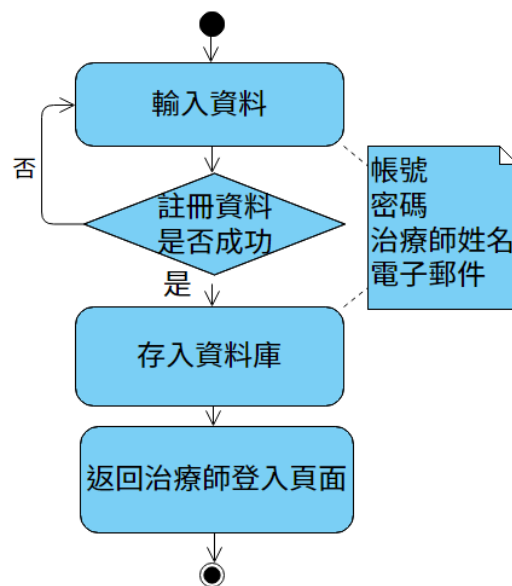 輸入資料
否
帳號
密碼
治療師姓名
電子郵件
註冊資料
是否成功
是
存入資料庫
返回治療師登入頁面